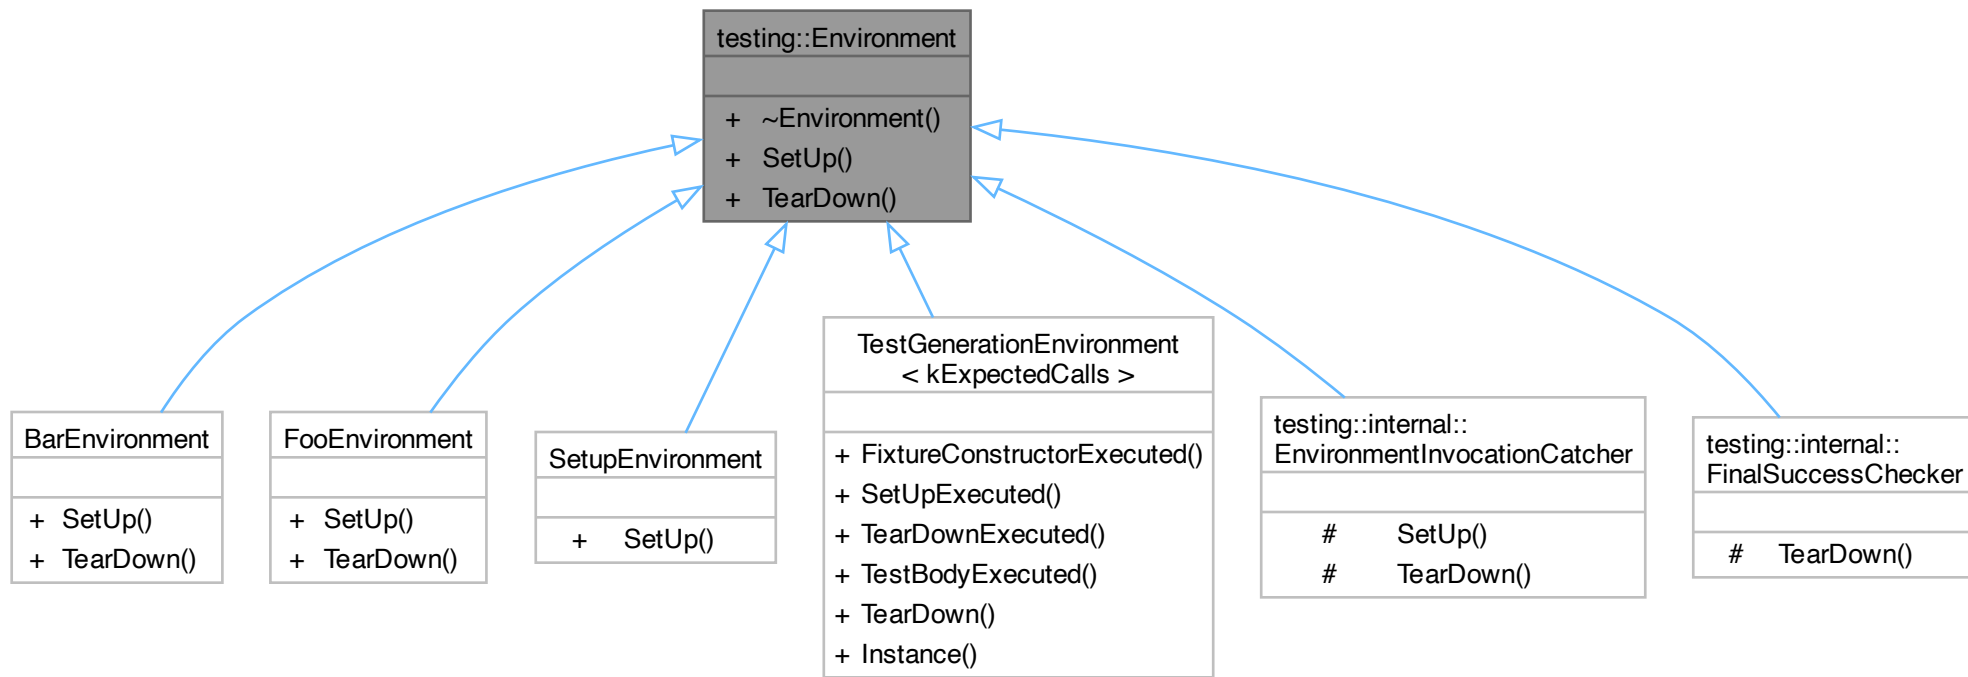 testing::Environment
+ ~Environment()
+ SetUp()
+ TearDown()
BarEnvironment
+ SetUp()
+ TearDown()
FooEnvironment
+ SetUp()
+ TearDown()
SetupEnvironment
+ SetUp()
TestGenerationEnvironment
< kExpectedCalls >
+ FixtureConstructorExecuted()
+ SetUpExecuted()
+ TearDownExecuted()
+ TestBodyExecuted()
+ TearDown()
+ Instance()
testing::internal::
EnvironmentInvocationCatcher
# SetUp()
# TearDown()
testing::internal::
FinalSuccessChecker
# TearDown()